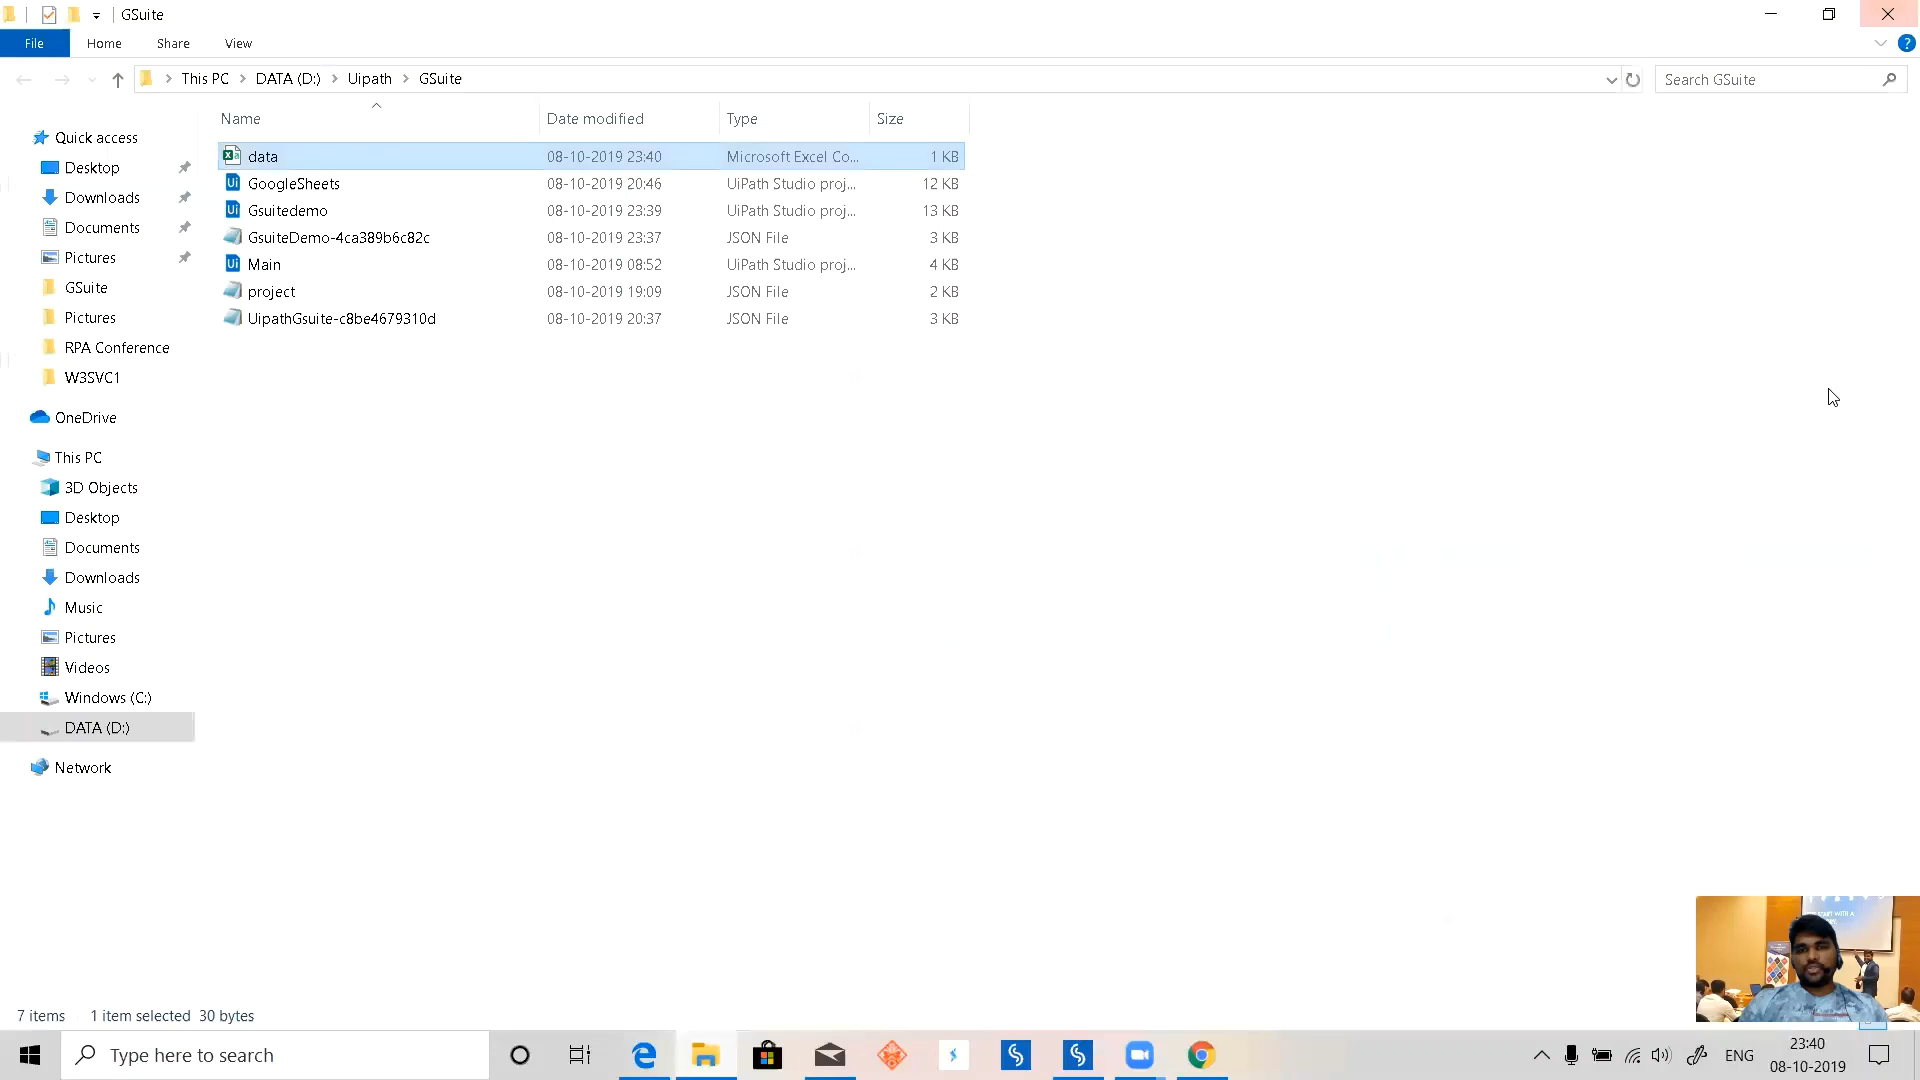 GSuite
File Home Share View
This PC DATA (D:) Uipath GSuite Search GSuite
Name Date modified Type Size
Quick access
Desktop
Downloads
Documents
Pictures
GSuite
Pictures
RPA Conference
W3SVC1
OneDrive
This PC
3D Objects
Desktop
Documents
Downloads
Music
Pictures
Videos
Windows (C:)
DATA (D:)
Network
data 08-10-2019 23:40 Microsoft Excel Co... 1 KB
GoogleSheets 08-10-2019 20:46 UiPath Studio proj... 12 KB
Gsuitedemo 08-10-2019 23:39 UiPath Studio proj... 13 KB
GsuiteDemo-4ca389b6c82c 08-10-2019 23:37 JSON File 3 KB
Main 08-10-2019 08:52 UiPath Studio proj... 4 KB
project 08-10-2019 19:09 JSON File 2 KB
UipathGsuite-c8be4679310d 08-10-2019 20:37 JSON File 3 KB
7 items 1 item selected 30 bytes
Type here to search
ENG
23:40
08-10-2019